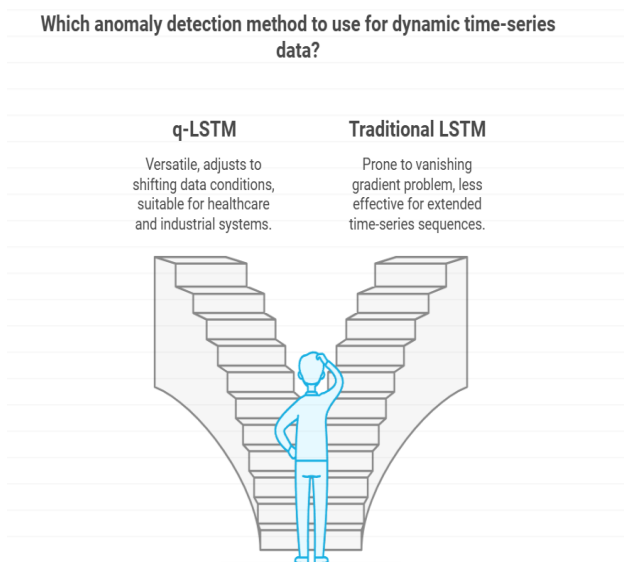 Which anomaly detection method to use for dynamic time-series
data?
q-LSTM
Versatile, adjusts to
shifting data conditions,
suitable for healthcare
and industrial systems.
Traditional LSTM
Prone to vanishing
gradient problem, less
effective for extended
time-series sequences.